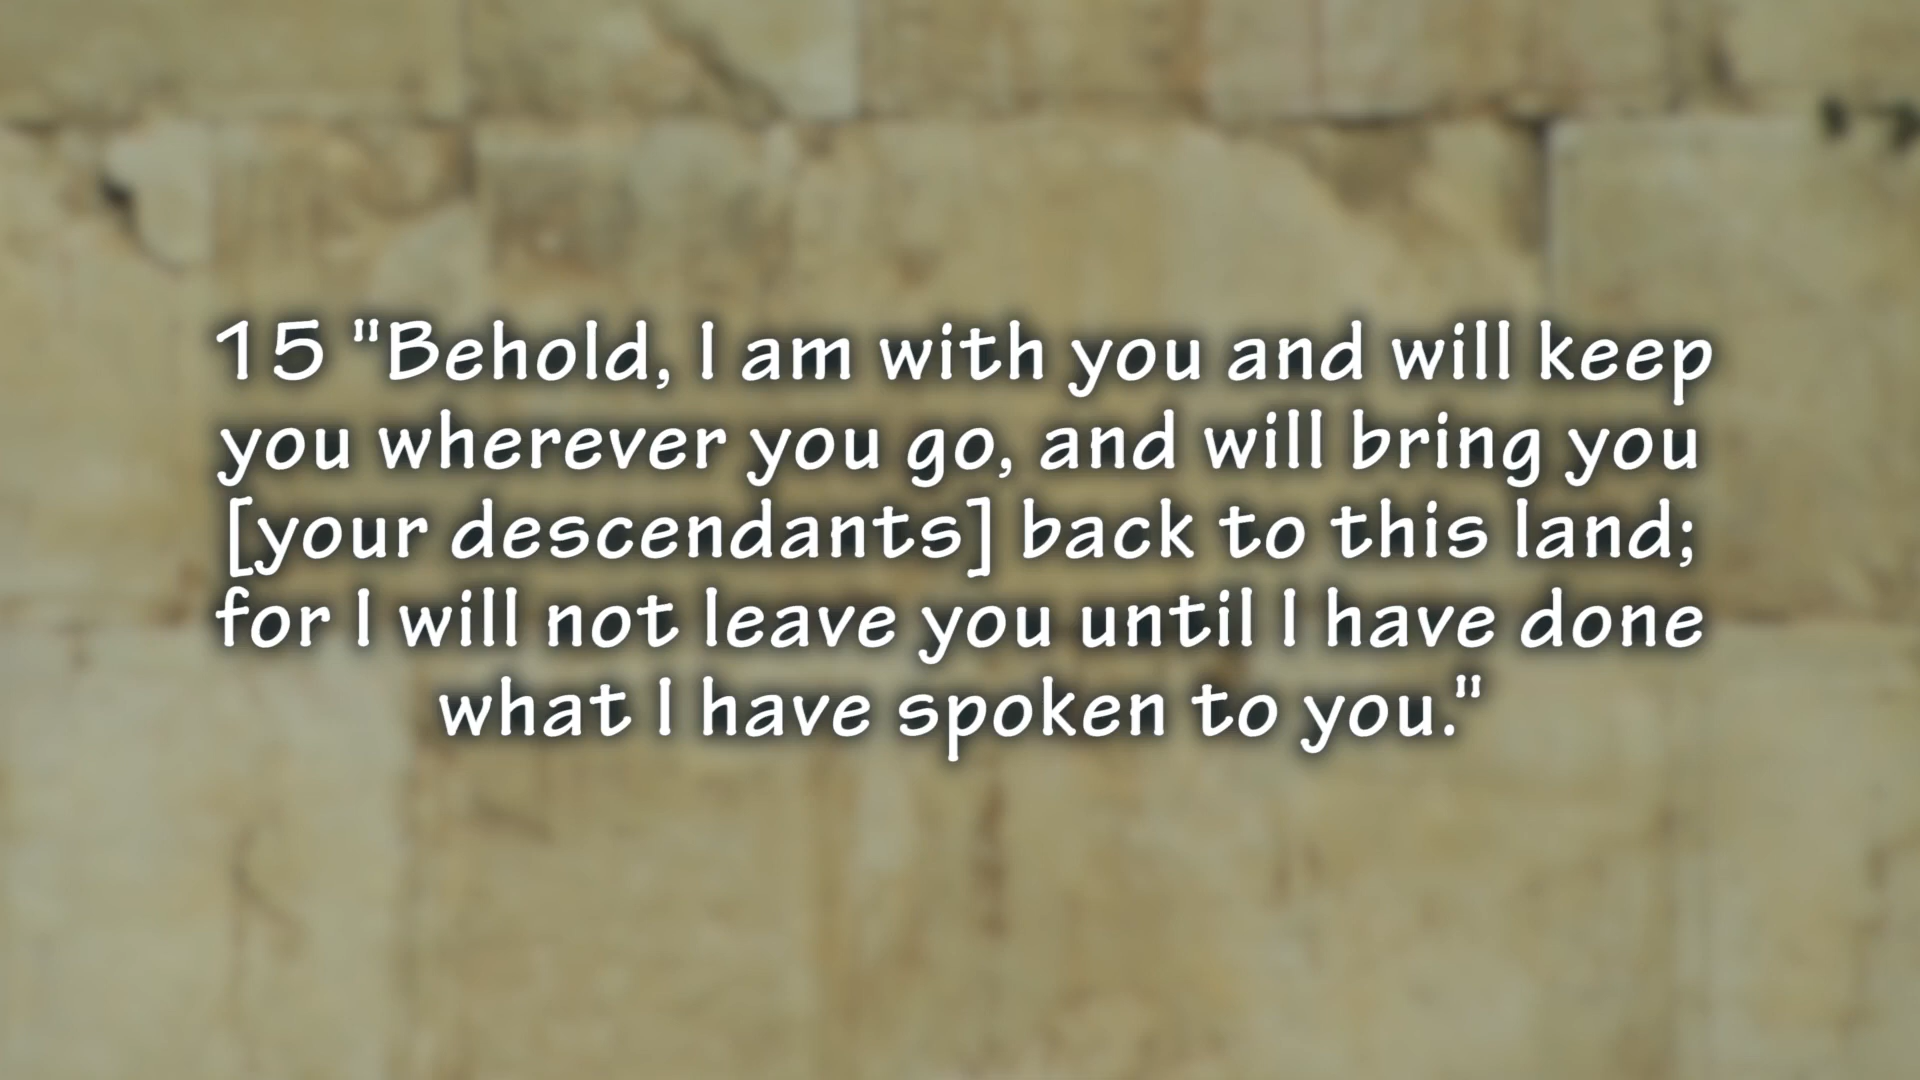 15 "Behold, I am with you and will keep
you wherever you go, and will bring you
[your descendants] back to this land;
for I will not leave you until I have done
what I have spoken to you."